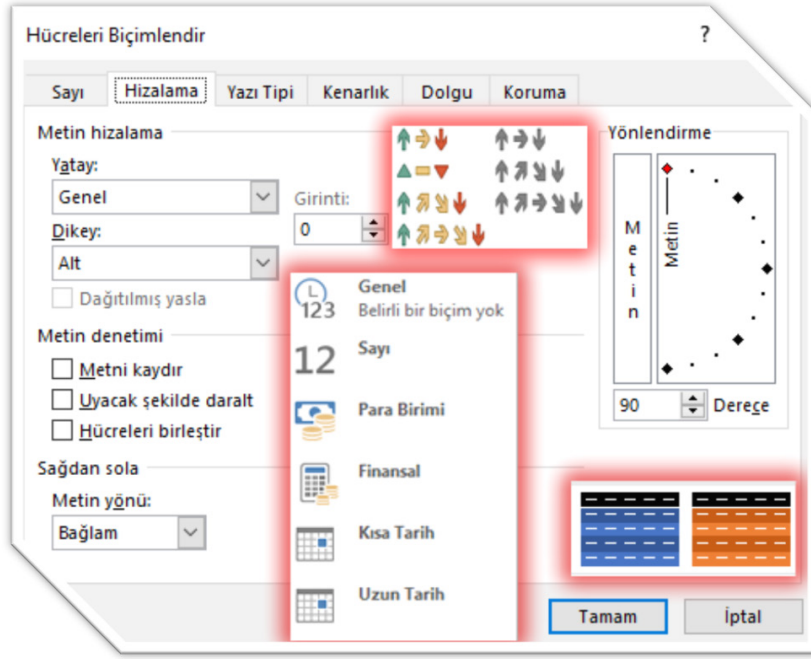 Hücreleri Biçimlendir ?
Sayı Hizalama Yazı Tipi Kenarlık Dolgu Koruma
Metin hizalama
Yatay:
Genel
Girinti:
0
Dikey:
Alt
Dağıtılmış yasla
Metin denetimi
Metni kaydır
Uyacak şekilde daralt
Hücreleri birleştir
Sağdan sola
Metin yönü:
Bağlam
123
Genel
Belirli bir biçim yok
12
Sayı
Para Birimi
Finansal
Kısa Tarih
Uzun Tarih
Yönlendirme
Metin
Metin
90 Derece
Tamam İptal